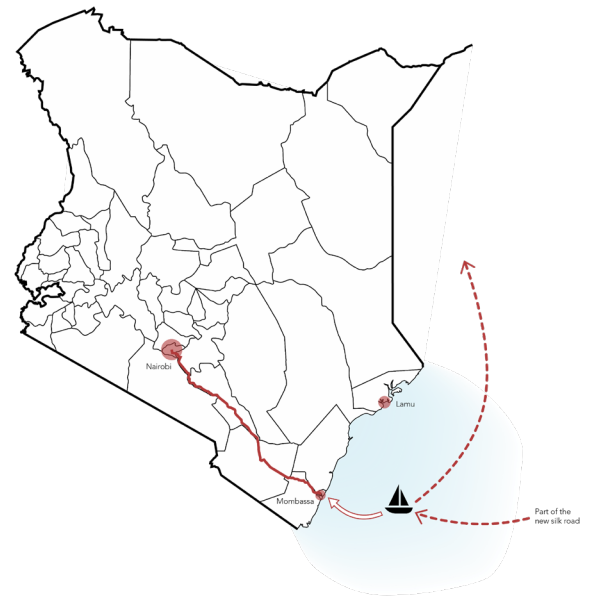 Nairobi
Lamu
Mombassa
Part of the
new silk road